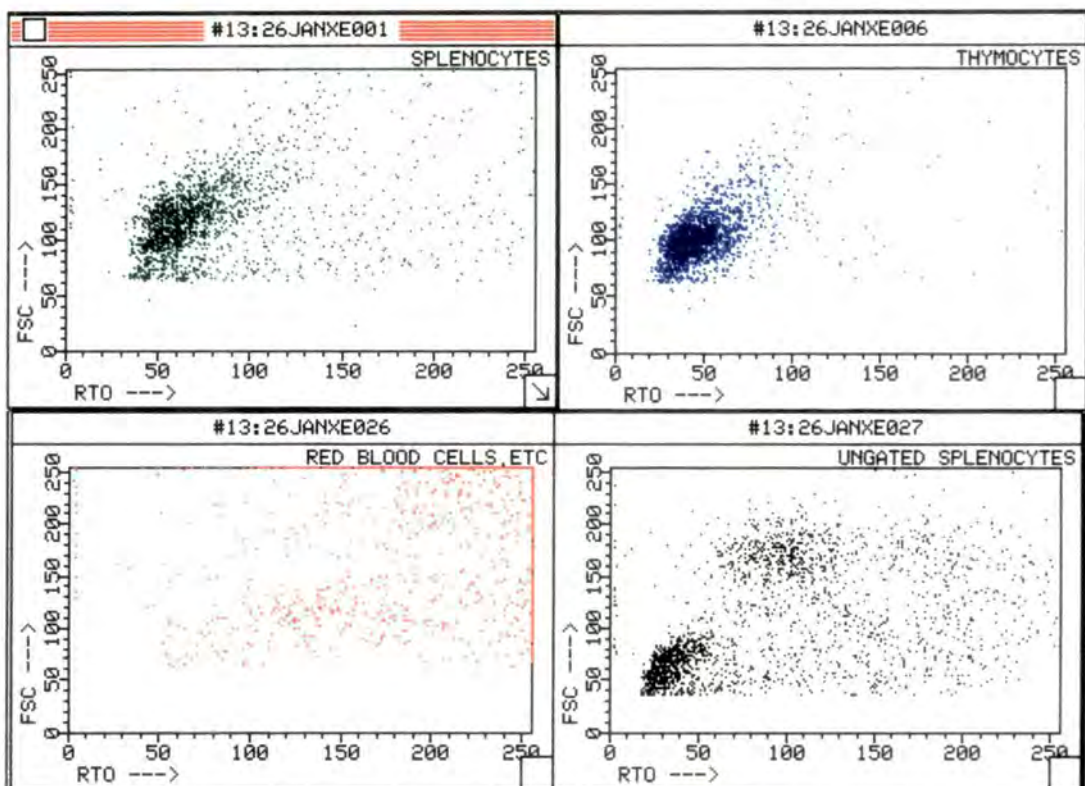 #13:26JANXE001
SPLENOCYTES
250
200
150
100
50
0
FSC --->
0 50 100 150 200 250
RTO --->
#13:26JANXE006
THYMOCYTES
250
200
150
100
50
0
FSC --->
0 50 100 150 200 250
RTO --->
#13:26JANXE026
RED BLOOD CELLS,ETC
250
200
150
100
50
0
FSC --->
0 50 100 150 200 250
RTO --->
#13:26JANXE027
UNGATED SPLENOCYTES
250
200
150
100
50
0
FSC --->
0 50 100 150 200 250
RTO --->